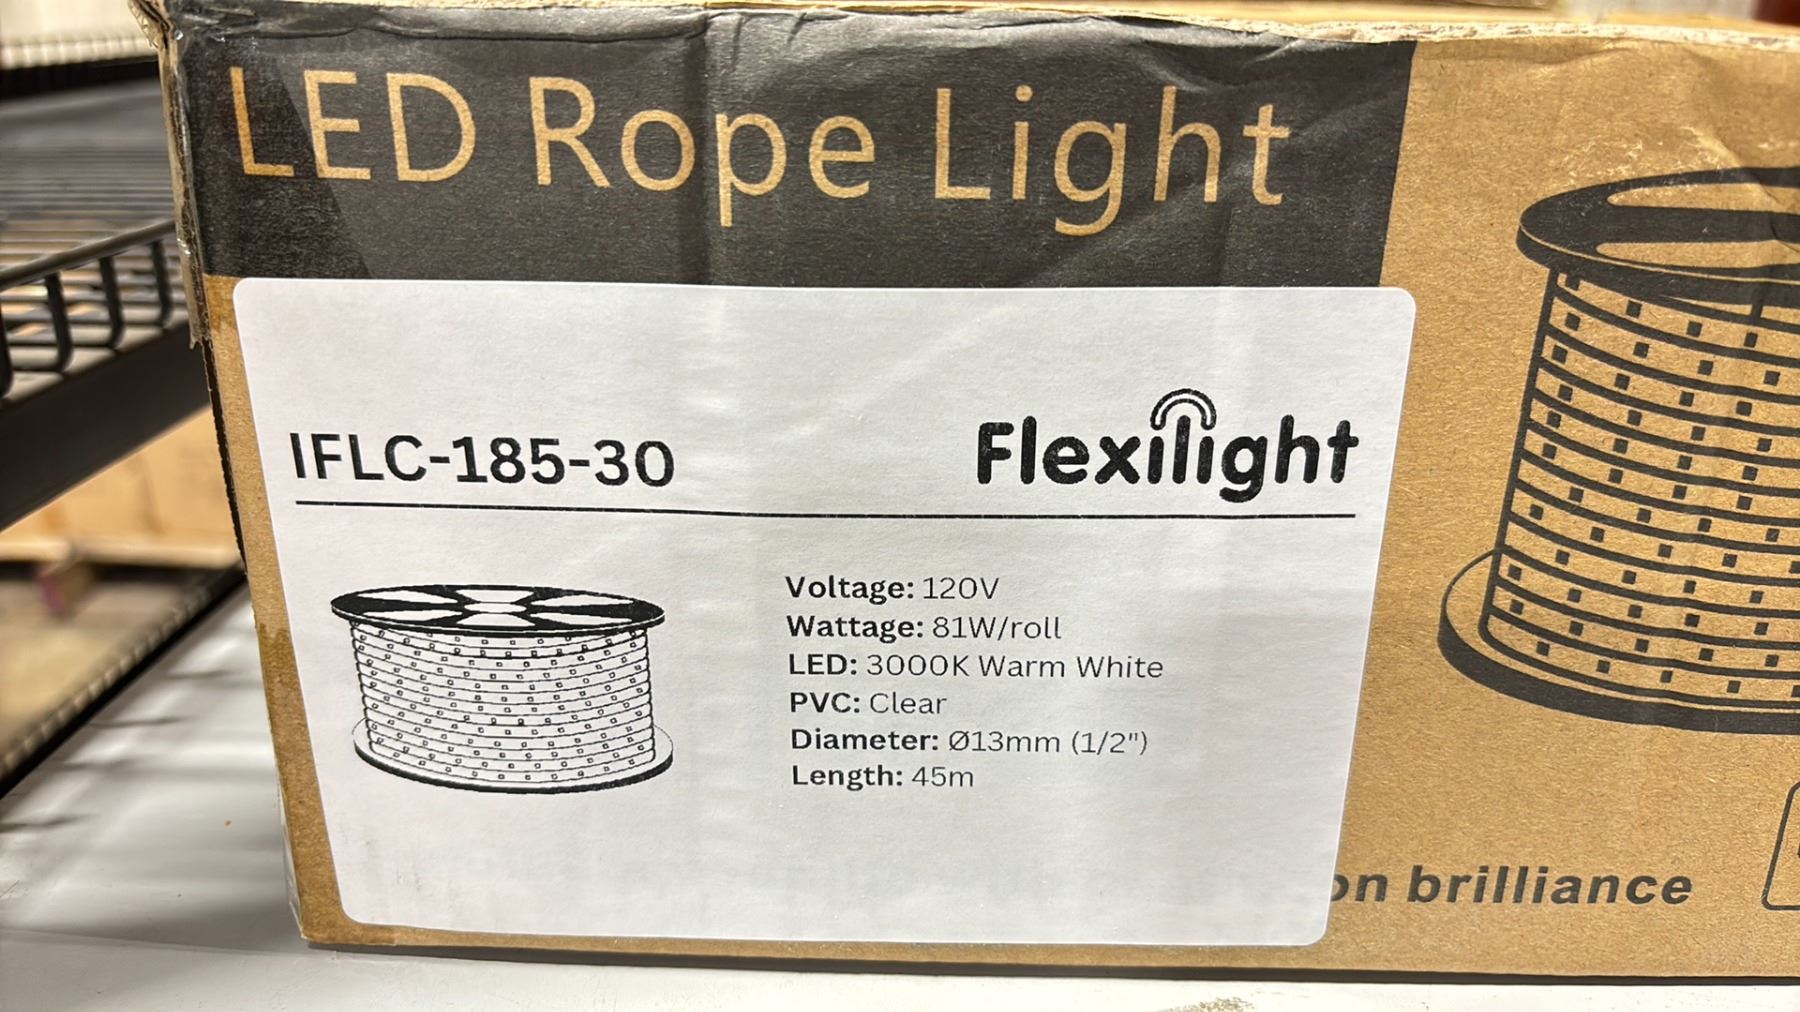 LED Rope Light
IFLC-185-30
Flexilight
Voltage: 120V
Wattage: 81W/roll
LED: 3000K Warm White
PVC: Clear
Diameter: Ø13mm (1/2")
Length: 45m
brilliance